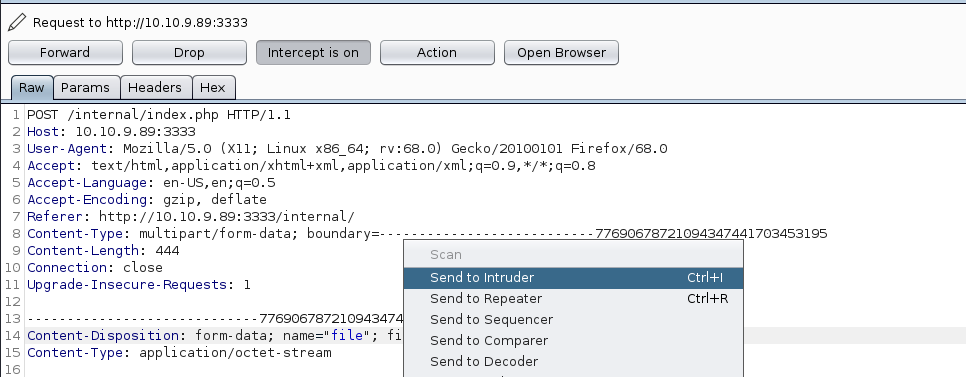 Request to http://10.10.9.89:3333
Forward Drop Intercept is on Action Open Browser
Raw Params Headers Hex
1 POST /internal/index.php HTTP/1.1
2 Host: 10.10.9.89:3333
3 User-Agent: Mozilla/5.0 (X11; Linux x86_64; rv:68.0) Gecko/20100101 Firefox/68.0
4 Accept: text/html,application/xhtml+xml,application/xml;q=0.9,*/*;q=0.8
5 Accept-Language: en-US,en;q=0.5
6 Accept-Encoding: gzip, deflate
7 Referer: http://10.10.9.89:3333/internal/
8 Content-Type: multipart/form-data; boundary=---------------------------77690678721094347441703453195
9 Content-Length: 444
10 Connection: close
11 Upgrade-Insecure-Requests: 1
12
13 -----------------------------7769067872109434744
14 Content-Disposition: form-data; name="file"; fi
15 Content-Type: application/octet-stream
16
Scan
Send to Intruder Ctrl+I
Send to Repeater Ctrl+R
Send to Sequencer
Send to Comparer
Send to Decoder